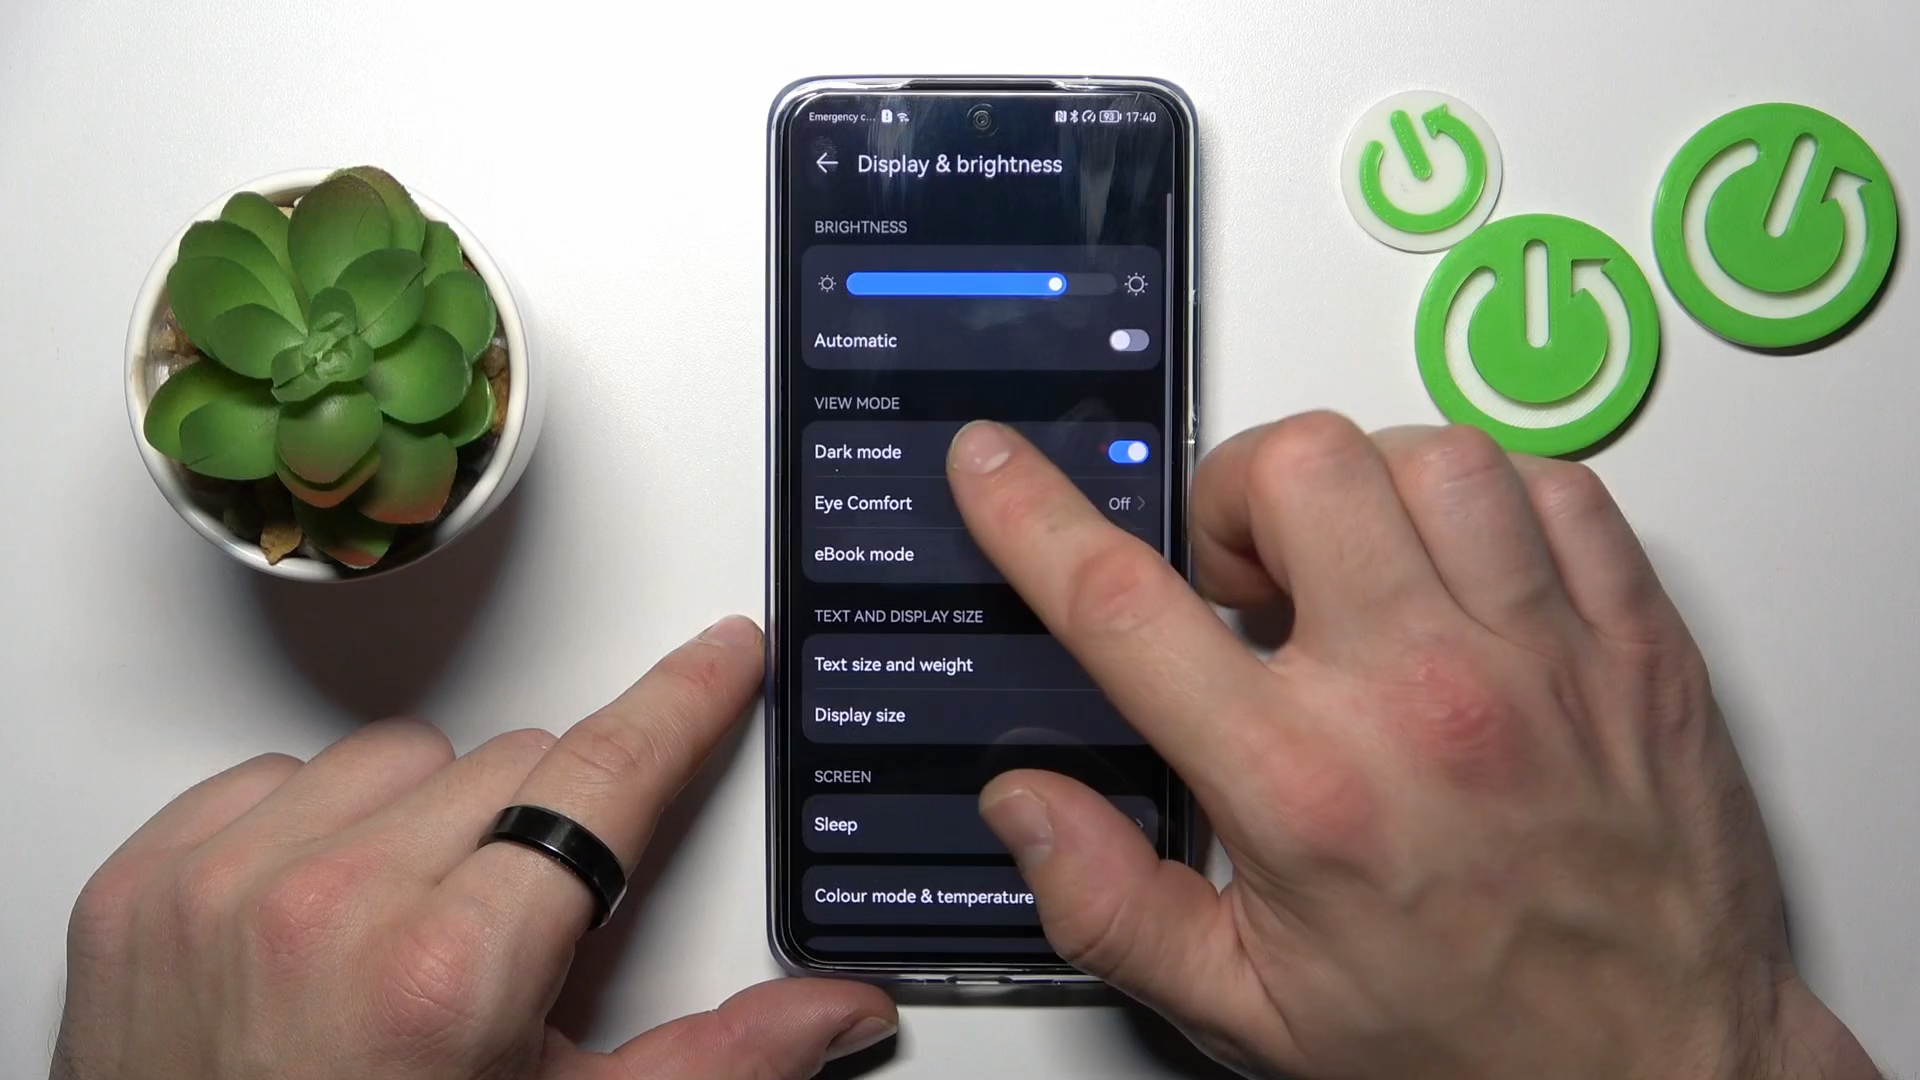 Emergency c... 93 17:40
Display & brightness
BRIGHTNESS
Automatic
VIEW MODE
Dark mode
Eye Comfort Off
eBook mode
TEXT AND DISPLAY SIZE
Text size and weight
Display size
SCREEN
Sleep
Colour mode & temperature